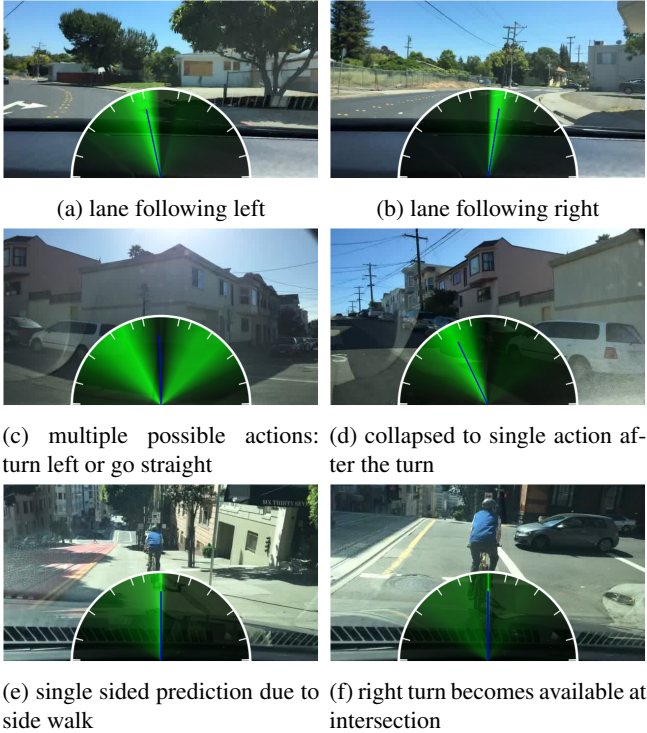 (a) lane following left
(b) lane following right
(c) multiple possible actions:
turn left or go straight
(d) collapsed to single action af-
ter the turn
(e) single sided prediction due to
side walk
(f) right turn becomes available at
intersection